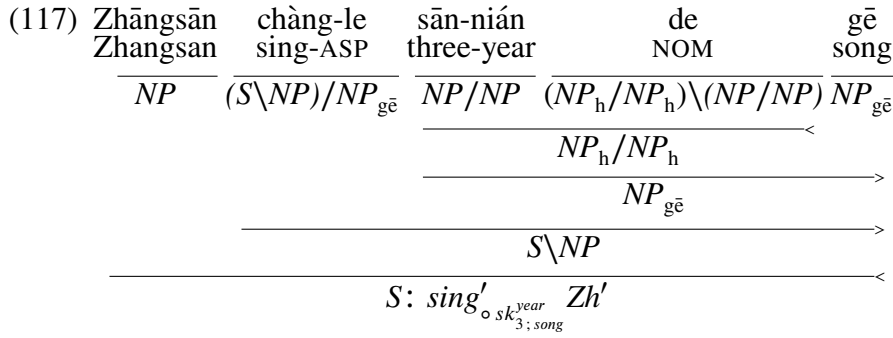 (117) Zhāngsān chàng-le sān-nián de gē
Zhangsan sing-ASP three-year NOM song
NP (S\NP)/NP_gē NP/NP (NP_h/NP_h)\(NP/NP) NP_gē
<
NP_h/NP_h
>
NP_gē
>
S\NP
<
S: sing′_∘ sk^year_3; song Zh′